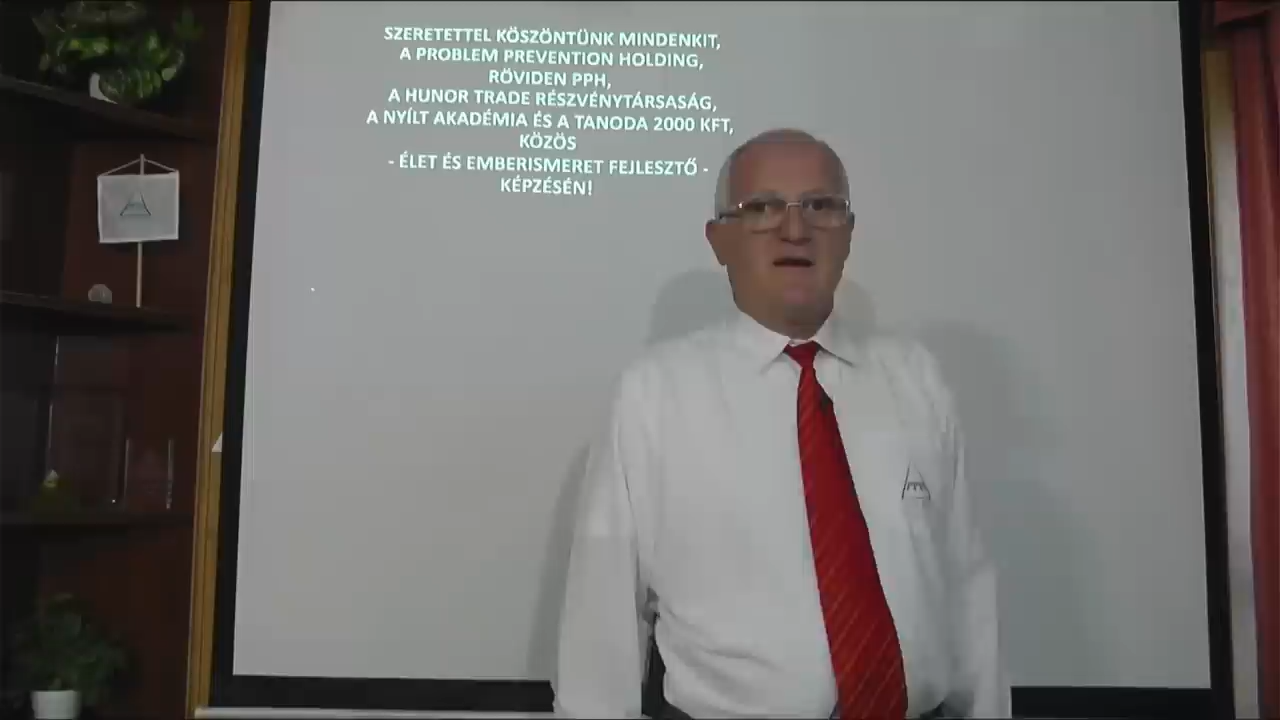 SZERETETTEL KÖSZÖNTÜNK MINDENKIT,
A PROBLEM PREVENTION HOLDING,
RÖVIDEN PPH,
A HUNOR TRADE RÉSZVÉNYTÁRSASÁG,
A NYÍLT AKADÉMIA ÉS A TANODA 2000 KFT,
KÖZÖS
- ÉLET ÉS EMBERISMERET FEJLESZTŐ -
KÉPZÉSÉN!